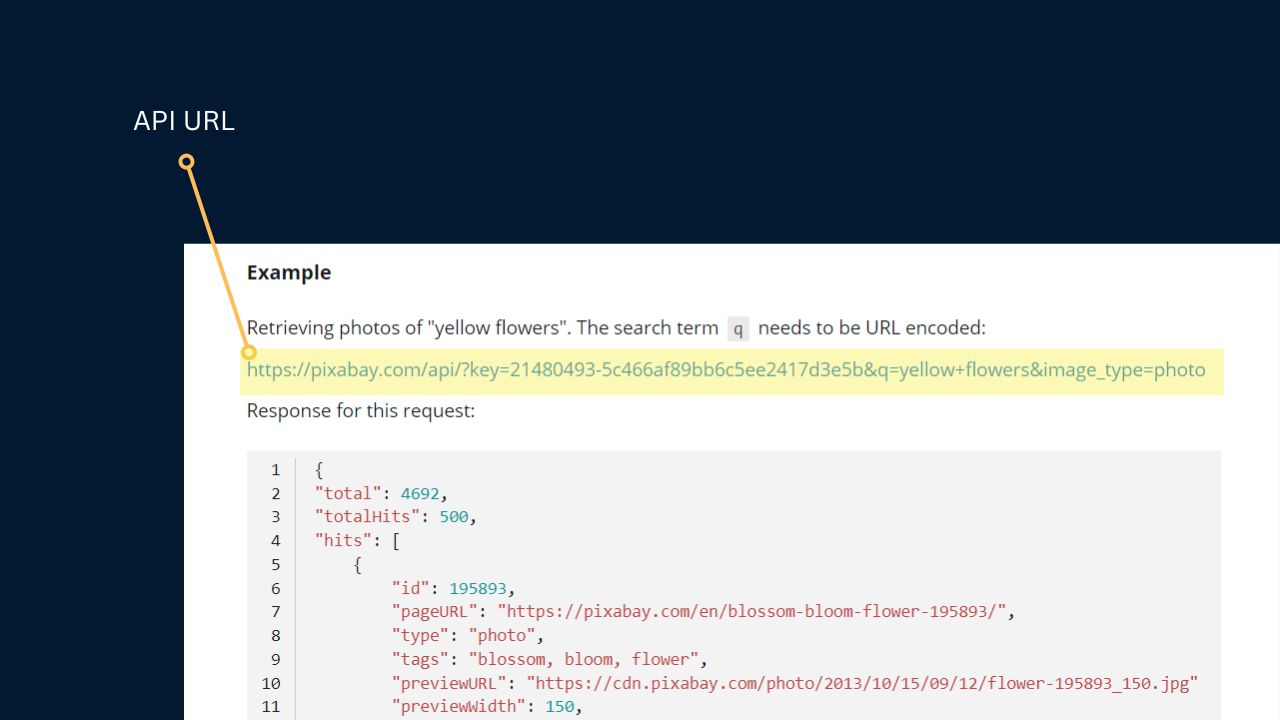 API URL
Example
Retrieving photos of "yellow flowers". The search term q needs to be URL encoded:
https://pixabay.com/api/?key=21480493-5c466af89bb6c5ee2417d3e5b&q=yellow+flowers&image_type=photo
Response for this request:
1 {
2 "total": 4692,
3 "totalHits": 500,
4 "hits": [
5 {
6 "id": 195893,
7 "pageURL": "https://pixabay.com/en/blossom-bloom-flower-195893/",
8 "type": "photo",
9 "tags": "blossom, bloom, flower",
10 "previewURL": "https://cdn.pixabay.com/photo/2013/10/15/09/12/flower-195893_150.jpg"
11 "previewWidth": 150,